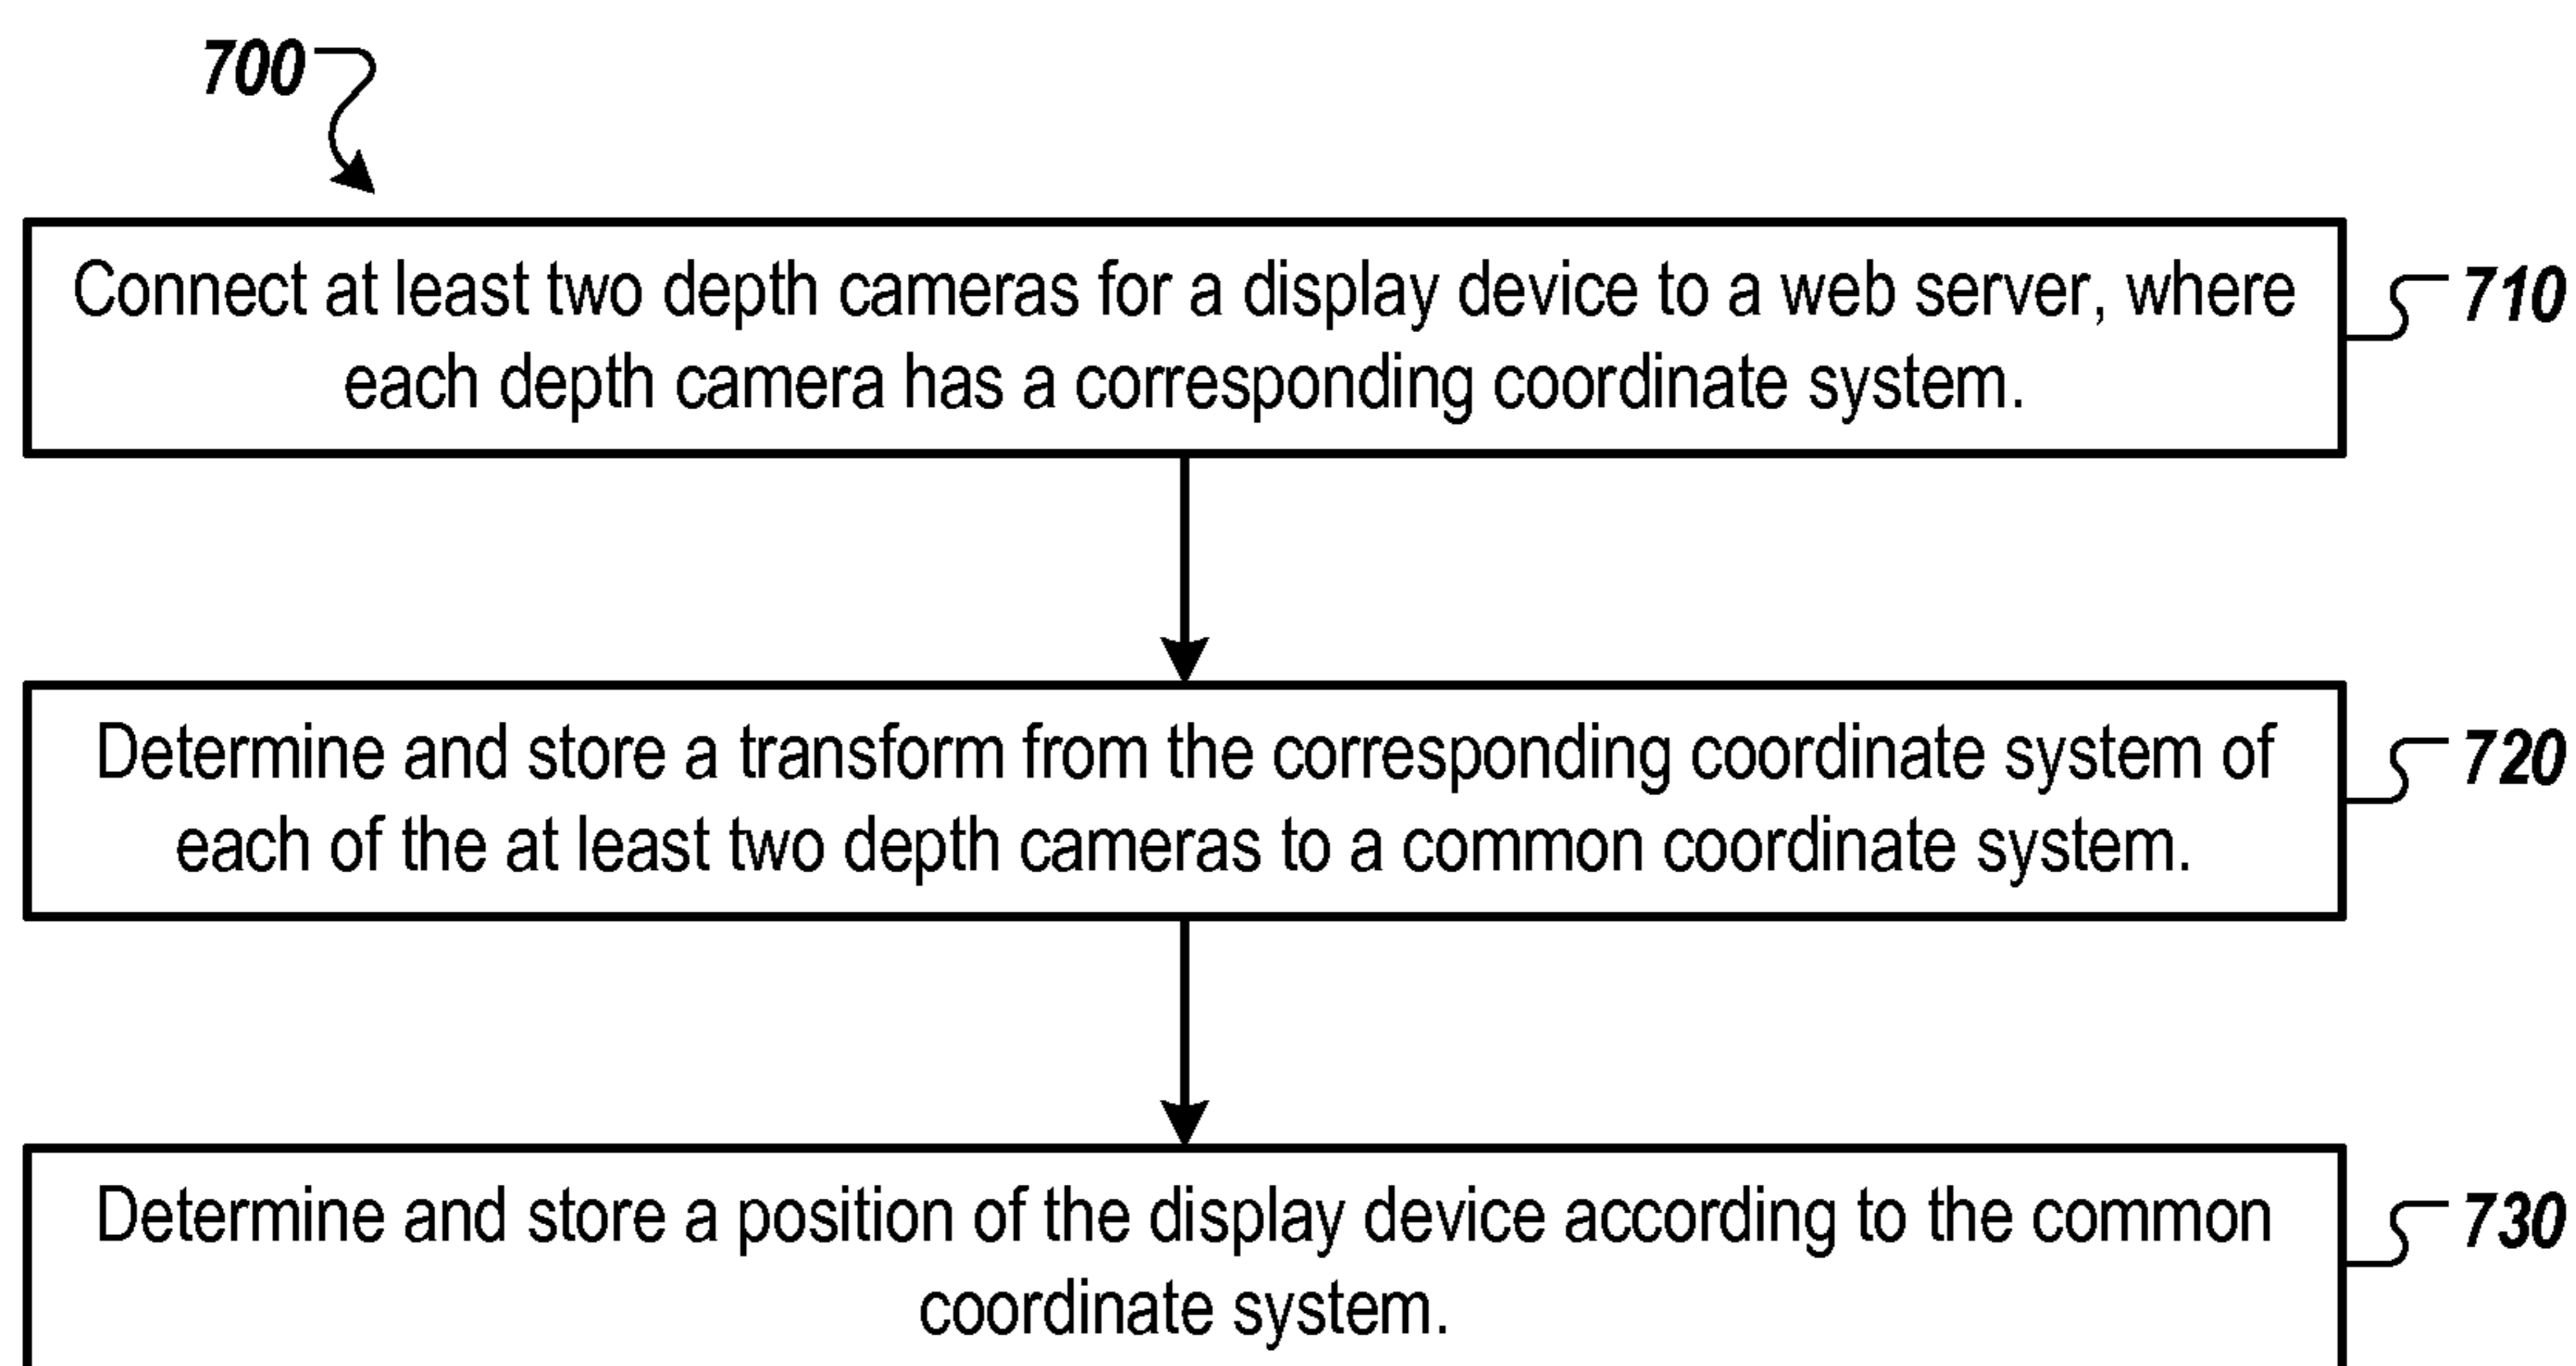 700
Connect at least two depth cameras for a display device to a web server, where
each depth camera has a corresponding coordinate system.
710
Determine and store a transform from the corresponding coordinate system of
each of the at least two depth cameras to a common coordinate system.
720
Determine and store a position of the display device according to the common
coordinate system.
730